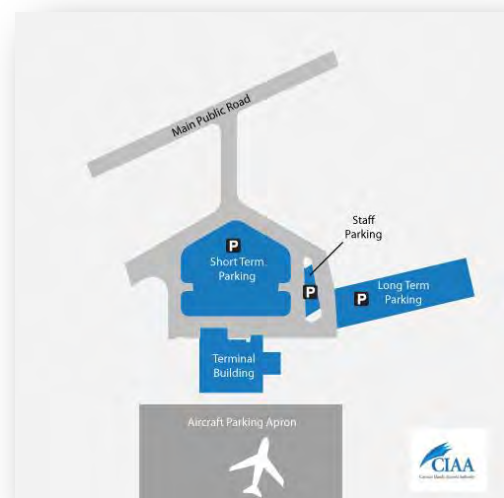 Main Public Road
Staff
Parking
P
Short Term
Parking
P
P
Long Term
Parking
Terminal
Building
Aircraft Parking Apron
CIAA